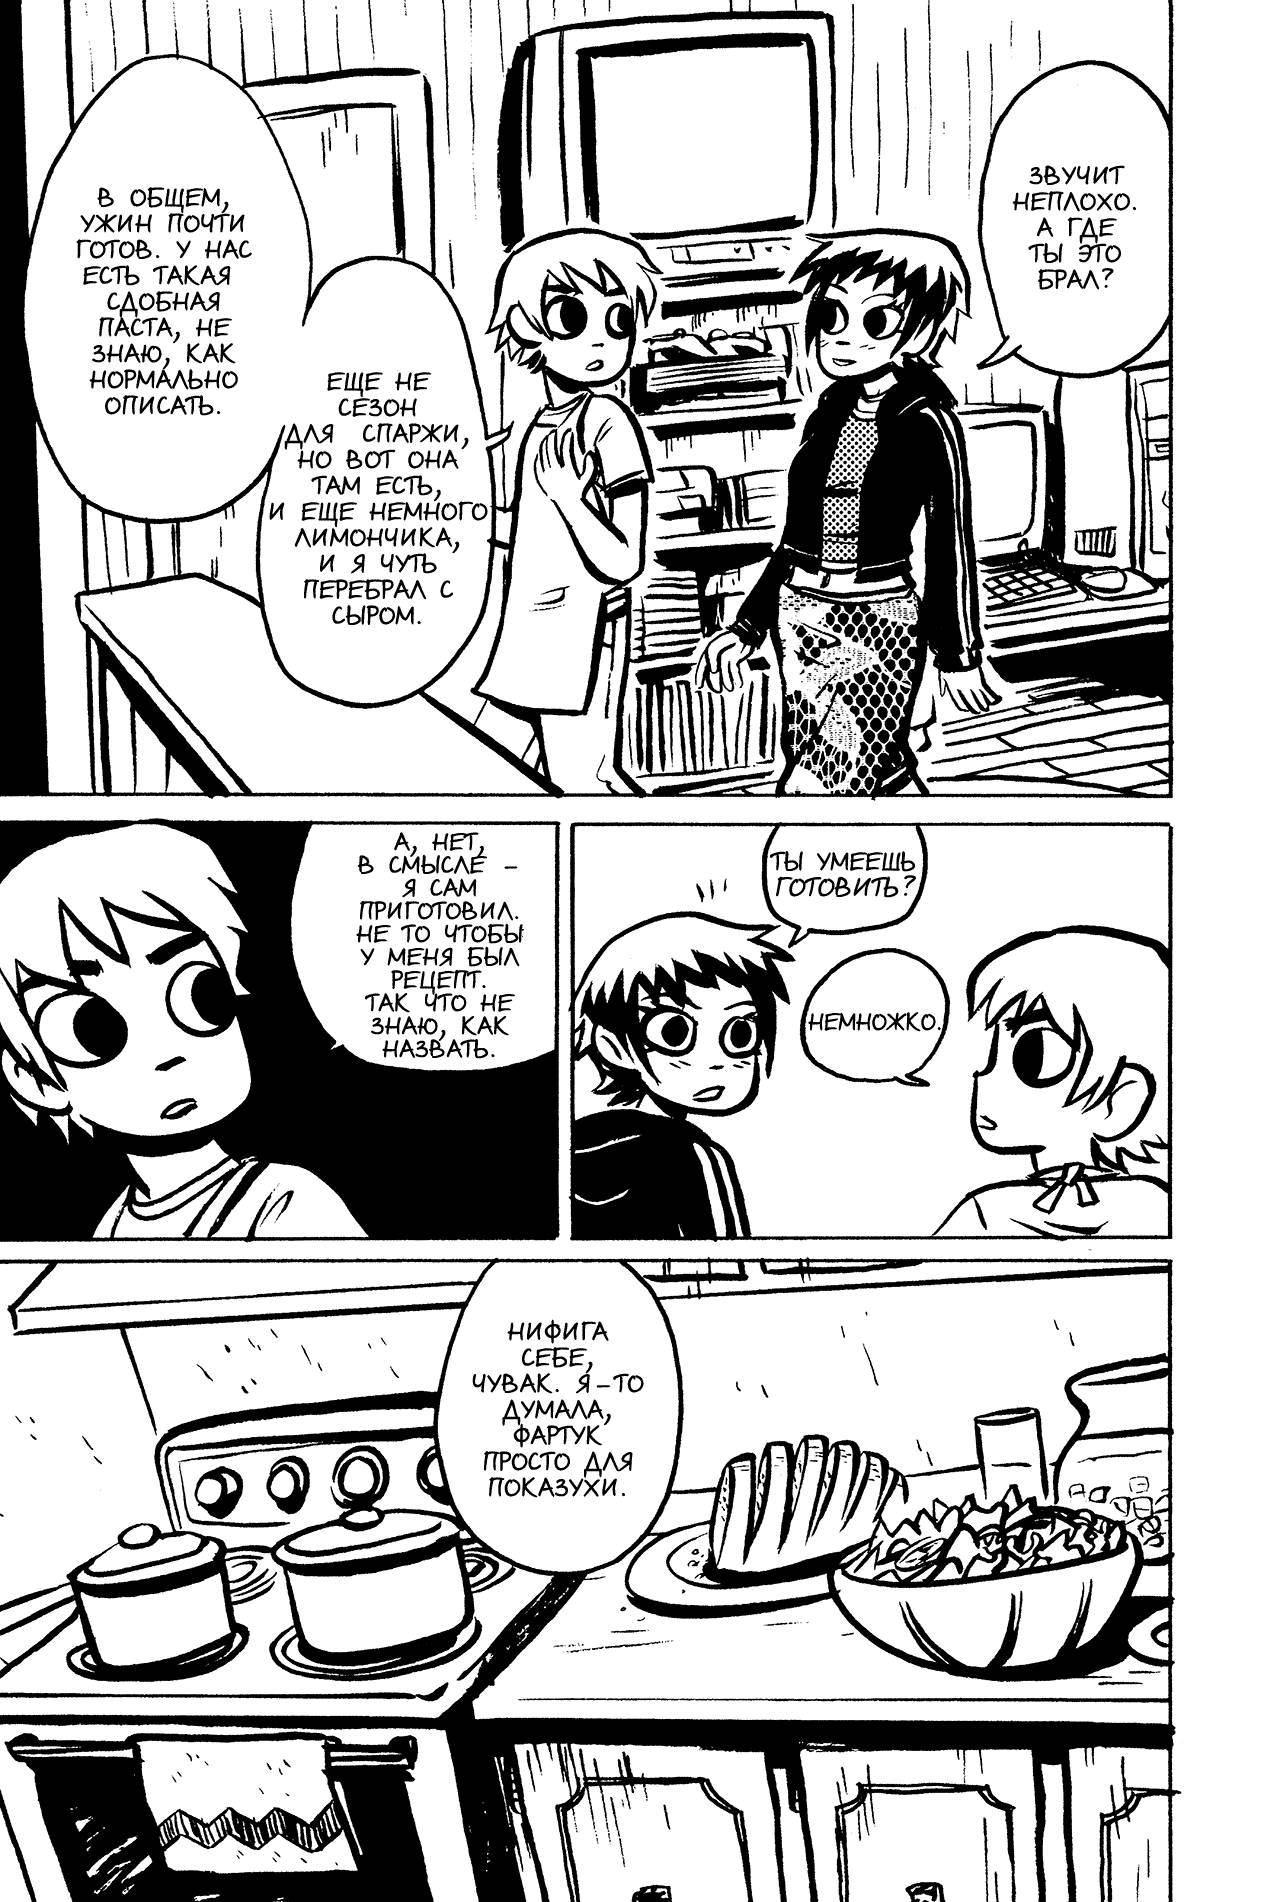 В ОБЩЕМ,
УЖИН ПОЧТИ
ГОТОВ. У НАС
ЕСТЬ ТАКАЯ
СДОБНАЯ
ПАСТА, НЕ
ЗНАЮ, КАК
НОРМАЛЬНО
ОПИСАТЬ.
ЕЩЕ НЕ
СЕЗОН
ДЛЯ СПАРЖИ,
НО ВОТ ОНА
ТАМ ЕСТЬ,
И ЕЩЕ НЕМНОГО
ЛИМОНЧИКА,
И Я ЧУТЬ
ПЕРЕБРАЛ С
СЫРОМ.
ЗВУЧИТ
НЕПЛОХО.
А ГДЕ
ТЫ ЭТО
БРАЛ?
А, НЕТ,
В СМЫСЛЕ –
Я САМ
ПРИГОТОВИЛ.
НЕ ТО ЧТОБЫ
У МЕНЯ БЫЛ
РЕЦЕПТ.
ТАК ЧТО НЕ
ЗНАЮ, КАК
НАЗВАТЬ.
ТЫ УМЕЕШЬ
ГОТОВИТЬ?
НЕМНОЖКО.
НИФИГА
СЕБЕ,
ЧУВАК. Я-ТО
ДУМАЛА,
ФАРТУК
ПРОСТО ДЛЯ
ПОКАЗУХИ.